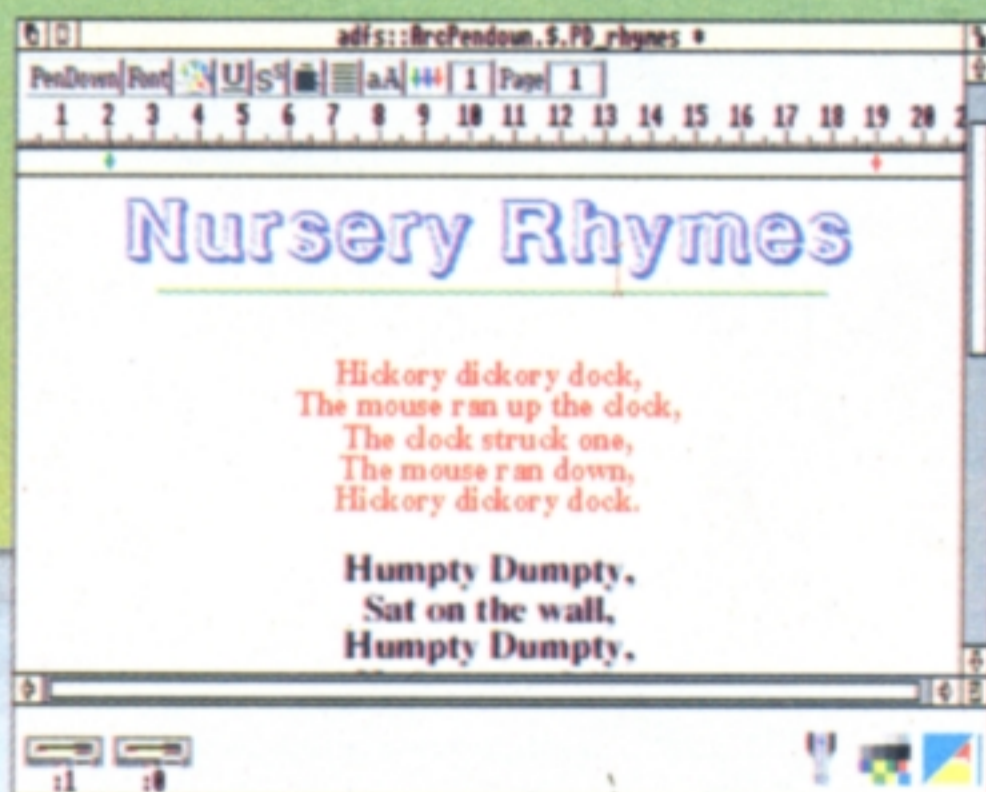 adfs::ArcPendown.$.PD_rhymes *
PenDown Font U S aA 1 Page 1
1 2 3 4 5 6 7 8 9 10 11 12 13 14 15 16 17 18 19 20
Nursery Rhymes
Hickory dickory dock,
The mouse ran up the clock,
The clock struck one,
The mouse ran down,
Hickory dickory dock.
Humpty Dumpty,
Sat on the wall,
Humpty Dumpty,
:1 :0